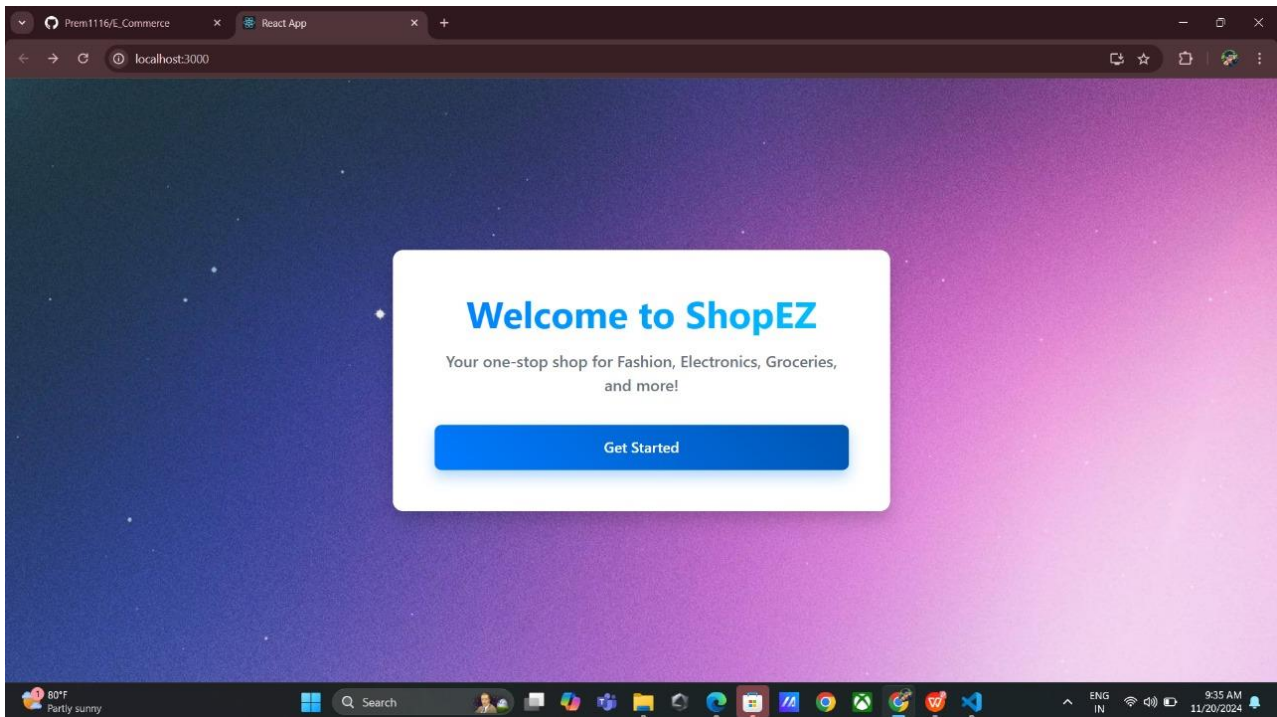 Prem1116/E_Commerce
React App
localhost:3000
Welcome to ShopEZ
Your one-stop shop for Fashion, Electronics, Groceries,
and more!
Get Started
1
80°F
Partly sunny
Search
ENG
IN
9:35 AM
11/20/2024